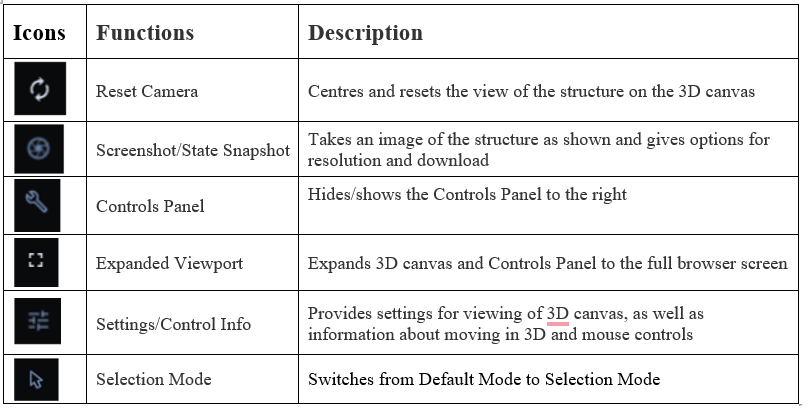 Icons Functions Description
Reset Camera Centres and resets the view of the structure on the 3D canvas
Screenshot/State Snapshot Takes an image of the structure as shown and gives options for
resolution and download
Controls Panel Hides/shows the Controls Panel to the right
Expanded Viewport Expands 3D canvas and Controls Panel to the full browser screen
Settings/Control Info Provides settings for viewing of 3D canvas, as well as
information about moving in 3D and mouse controls
Selection Mode Switches from Default Mode to Selection Mode